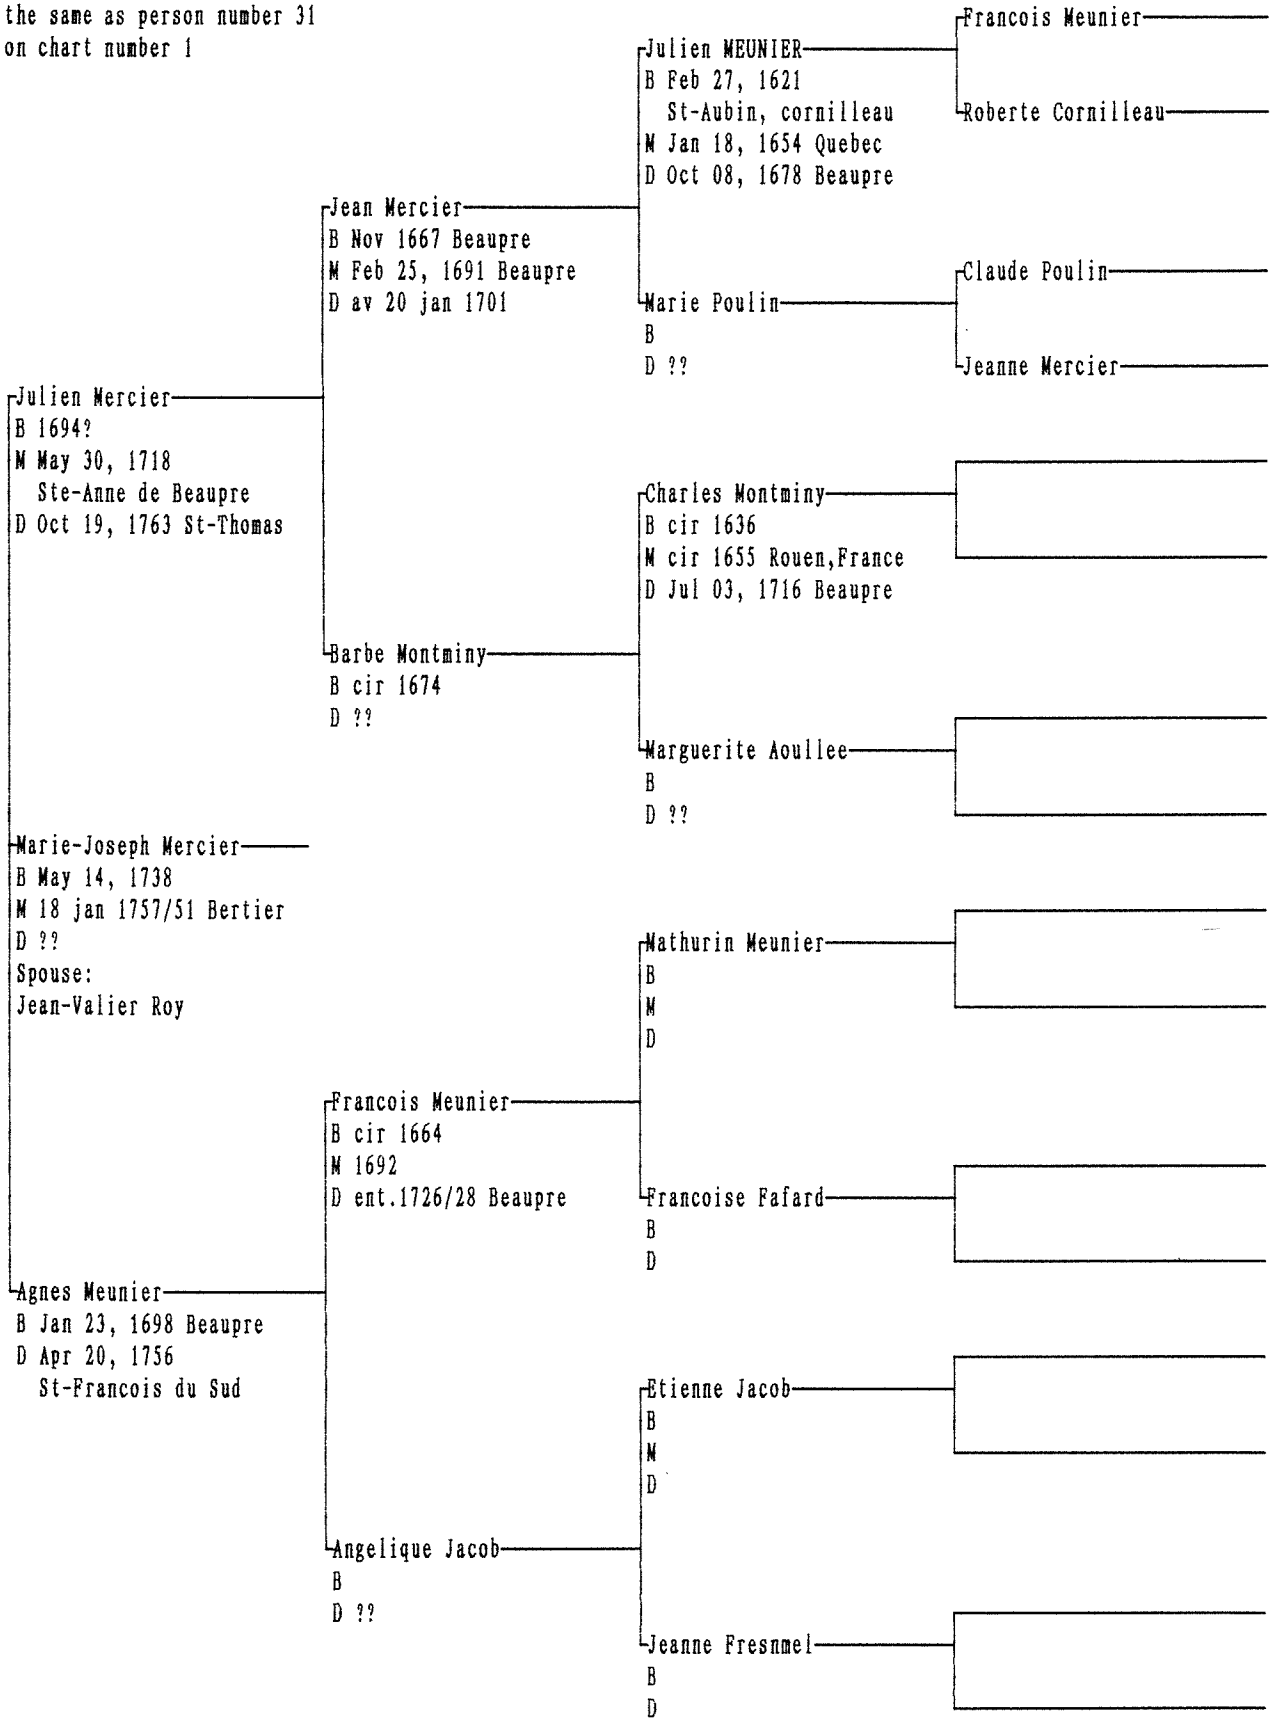 the same as person number 31
on chart number 1
Francois Meunier
Julien MEUNIER
B Feb 27, 1621
St-Aubin, cornilleau
Roberte Cornilleau
M Jan 18, 1654 Quebec
D Oct 08, 1678 Beaupre
Jean Mercier
B Nov 1667 Beaupre
M Feb 25, 1691 Beaupre
D av 20 jan 1701
Claude Poulin
Marie Poulin
B
D ??
Jeanne Mercier
Julien Mercier
B 1694?
M May 30, 1718
Ste-Anne de Beaupre
D Oct 19, 1763 St-Thomas
Charles Montminy
B cir 1636
M cir 1655 Rouen,France
D Jul 03, 1716 Beaupre
Barbe Montminy
B cir 1674
D ??
Marguerite Aoullee
B
D ??
Marie-Joseph Mercier
B May 14, 1738
M 18 jan 1757/51 Bertier
D ??
Spouse:
Jean-Valier Roy
Mathurin Meunier
B
M
D
Francois Meunier
B cir 1664
M 1692
D ent.1726/28 Beaupre
Francoise Fafard
B
D
Agnes Meunier
B Jan 23, 1698 Beaupre
D Apr 20, 1756
St-Francois du Sud
Etienne Jacob
B
M
D
Angelique Jacob
B
D ??
Jeanne Fresnmel
B
D